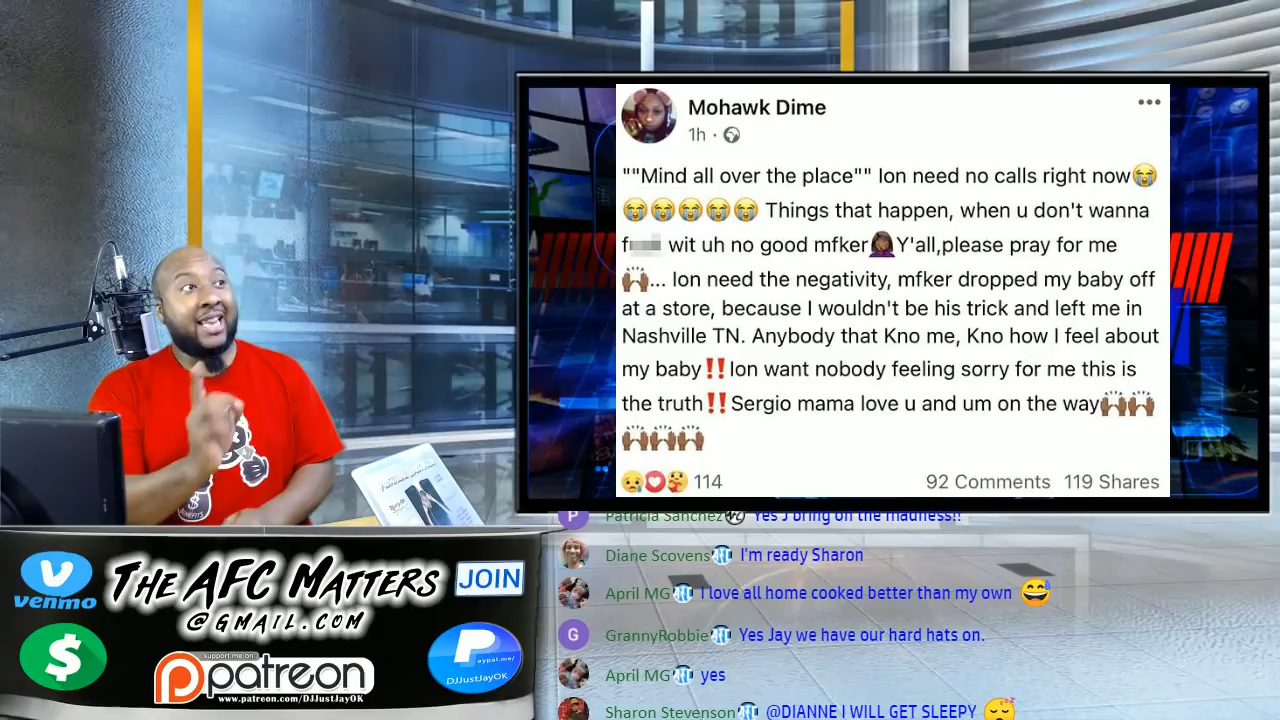 Mohawk Dime
1h
""Mind all over the place"" Ion need no calls right now😭
😭😭😭😭😭 Things that happen, when u don't wanna
f wit uh no good mfker🤦🏾‍♀️Y'all,please pray for me
🙌🏾... Ion need the negativity, mfker dropped my baby off
at a store, because I wouldn't be his trick and left me in
Nashville TN. Anybody that Kno me, Kno how I feel about
my baby‼️Ion want nobody feeling sorry for me this is
the truth‼️Sergio mama love u and um on the way🙌🏾🙌🏾
🙌🏾🙌🏾🙌🏾
114 92 Comments 119 Shares
P Patricia Sanchez Yes J bring on the madness!!
Diane Scovens I'm ready Sharon
April MG I love all home cooked better than my own 😅
G GrannyRobbie Yes Jay we have our hard hats on.
April MG yes
Sharon Stevenson @DIANNE I WILL GET SLEEPY 😴
venmo
THE AFC MATTERS
@GMAIL.COM
JOIN
$
support me on
patreon
www.patreon.com/DJJustJayOK
P aypal.me/
DJJustJayOK